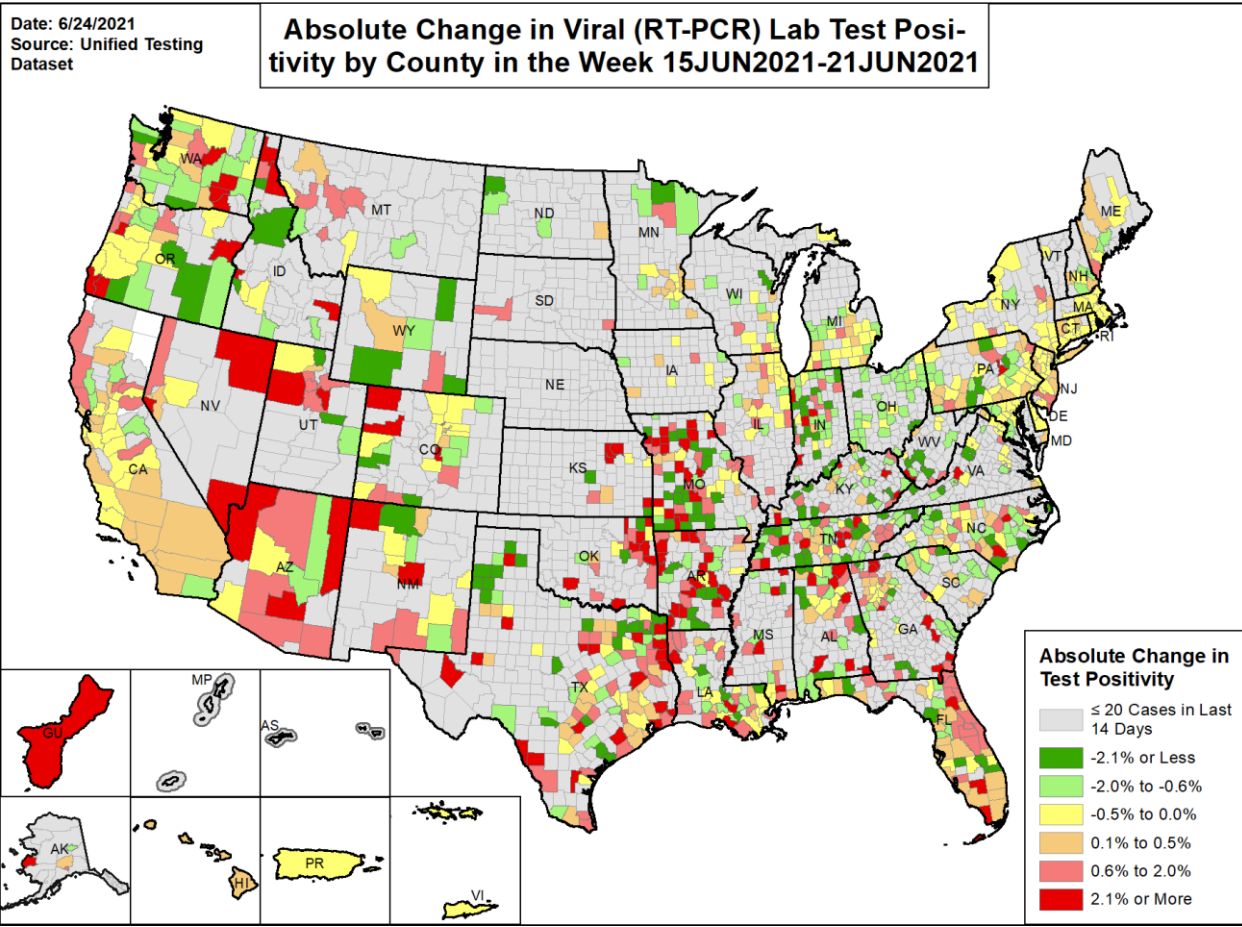 Date: 6/24/2021
Source: Unified Testing
Dataset
Absolute Change in Viral (RT-PCR) Lab Test Posi-
tivity by County in the Week 15JUN2021-21JUN2021
WA
MT
ND
MN
ME
OR
ID
SD
WI
MI
VT
NH
NY
MA
CT
RI
WY
IA
PA
NJ
NE
NV
UT
CO
IL
IN
OH
DE
MD
WV
VA
CA
KS
MO
KY
AZ
NM
OK
AR
TN
NC
SC
MS
AL
GA
TX
LA
FL
GU
MP
AS
AK
HI
PR
VI
Absolute Change in
Test Positivity
≤ 20 Cases in Last
14 Days
-2.1% or Less
-2.0% to -0.6%
-0.5% to 0.0%
0.1% to 0.5%
0.6% to 2.0%
2.1% or More